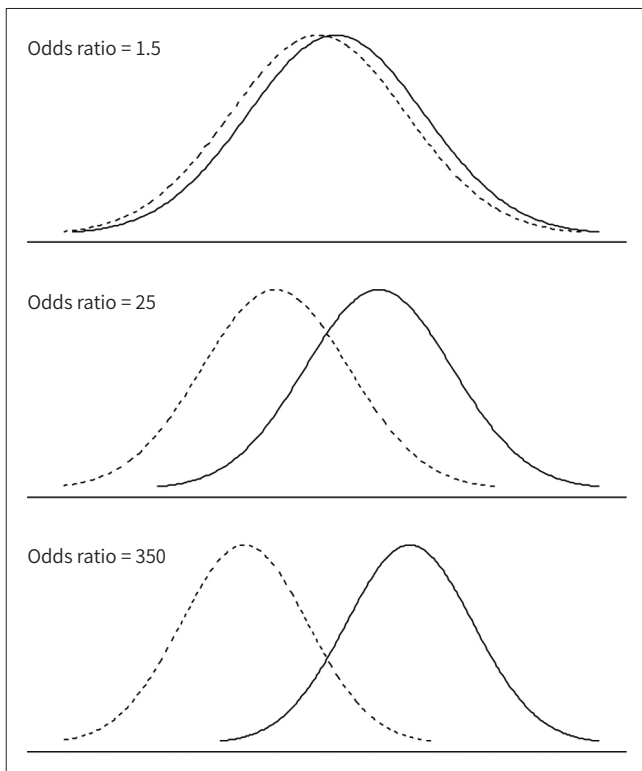 Odds ratio = 1.5
Odds ratio = 25
Odds ratio = 350